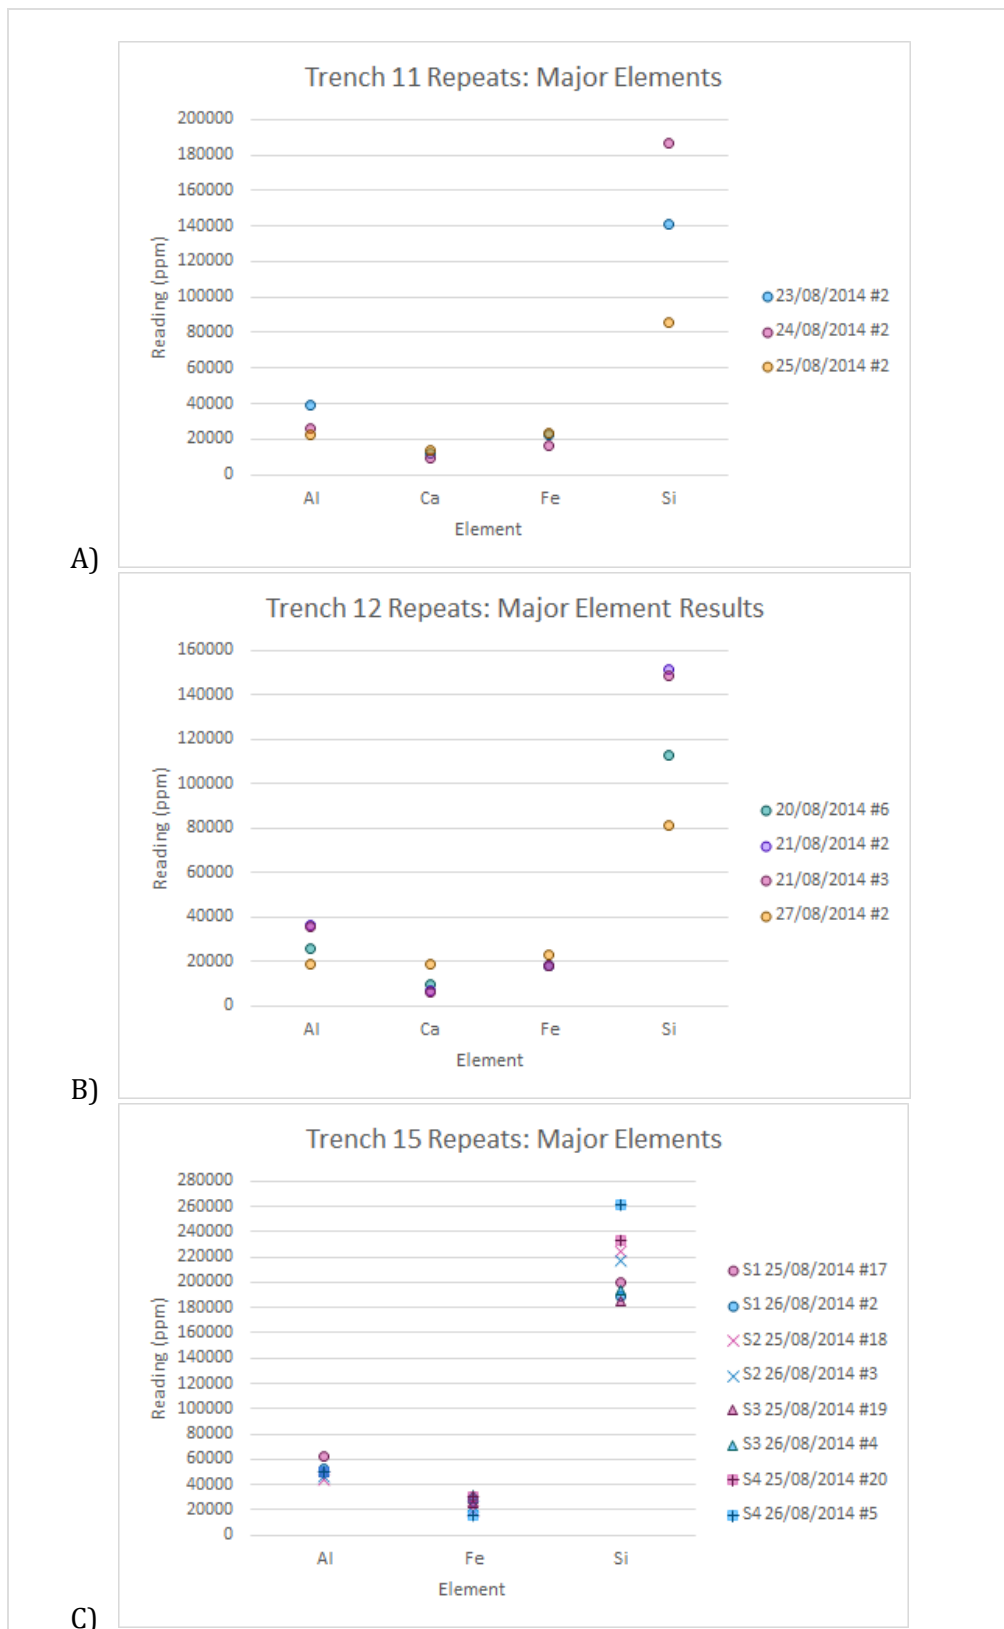 Trench 11 Repeats: Major Elements
200000
180000
160000
140000
120000
100000
80000
60000
40000
20000
0
Reading (ppm)
Al Ca Fe Si
Element
23/08/2014 #2
24/08/2014 #2
25/08/2014 #2
A)
Trench 12 Repeats: Major Element Results
160000
140000
120000
100000
80000
60000
40000
20000
0
Reading (ppm)
Al Ca Fe Si
Element
20/08/2014 #6
21/08/2014 #2
21/08/2014 #3
27/08/2014 #2
B)
Trench 15 Repeats: Major Elements
280000
260000
240000
220000
200000
180000
160000
140000
120000
100000
80000
60000
40000
20000
0
Reading (ppm)
Al Fe Si
Element
S1 25/08/2014 #17
S1 26/08/2014 #2
S2 25/08/2014 #18
S2 26/08/2014 #3
S3 25/08/2014 #19
S3 26/08/2014 #4
S4 25/08/2014 #20
S4 26/08/2014 #5
C)